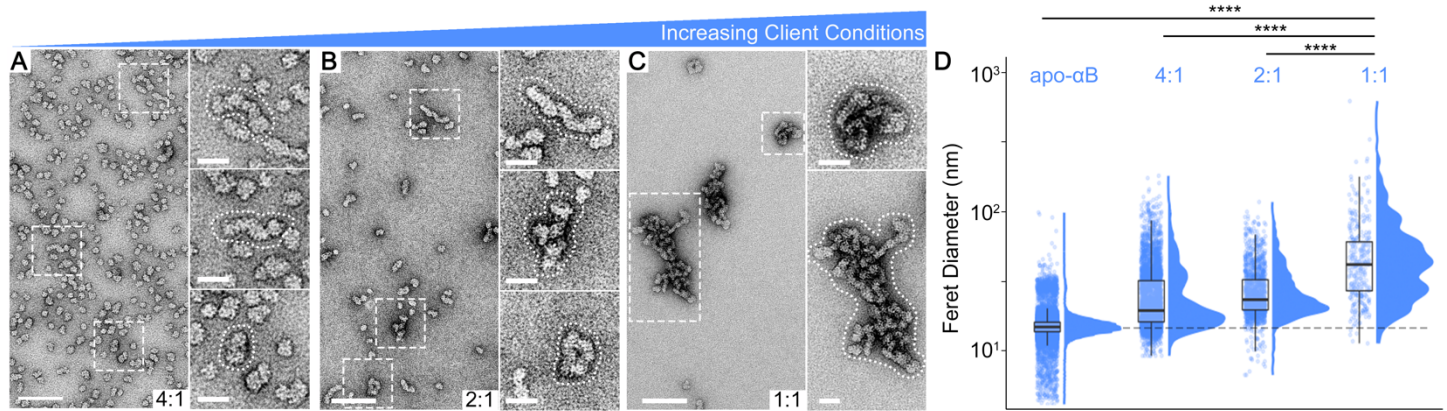 Increasing Client Conditions
A
4:1
B
2:1
C
1:1
D
****
****
****
apo-αB
4:1
2:1
1:1
Feret Diameter (nm)
10³
10²
10¹